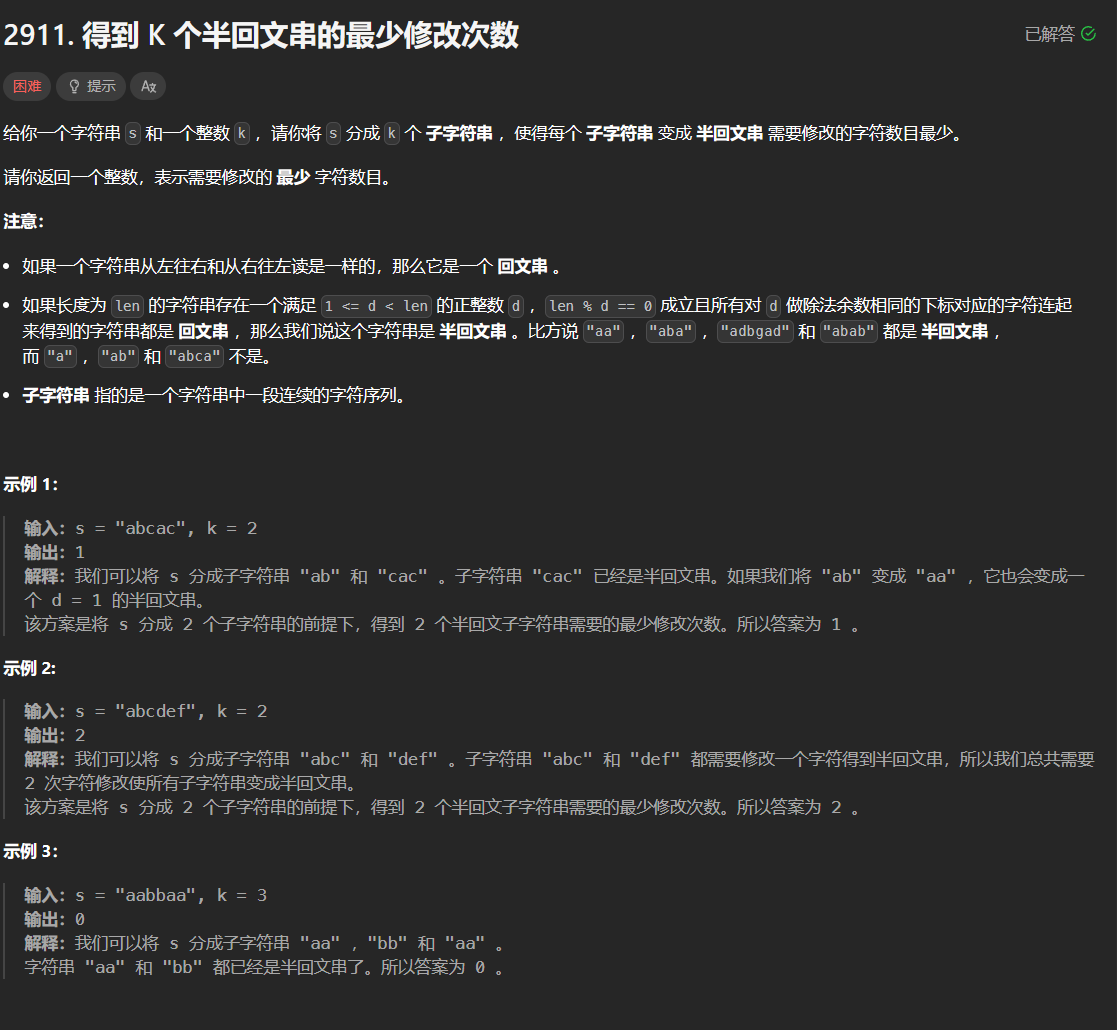 2911. 得到 K 个半回文串的最少修改次数
已解答
困难 提示 Aあ
给你一个字符串 s 和一个整数 k ，请你将 s 分成 k 个 子字符串 ，使得每个 子字符串 变成 半回文串 需要修改的字符数目最少。
请你返回一个整数，表示需要修改的 最少 字符数目。
注意：
如果一个字符串从左往右和从右往左读是一样的，那么它是一个 回文串 。
如果长度为 len 的字符串存在一个满足 1 <= d < len 的正整数 d ，len % d == 0 成立且所有对 d 做除法余数相同的下标对应的字符连起
来得到的字符串都是 回文串 ，那么我们说这个字符串是 半回文串 。比方说 "aa" ，"aba" ，"adbgad" 和 "abab" 都是 半回文串 ，
而 "a" ，"ab" 和 "abca" 不是。
子字符串 指的是一个字符串中一段连续的字符序列。
示例 1：
输入：s = "abcac", k = 2
输出：1
解释：我们可以将 s 分成子字符串 "ab" 和 "cac" 。子字符串 "cac" 已经是半回文串。如果我们将 "ab" 变成 "aa" ，它也会变成一
个 d = 1 的半回文串。
该方案是将 s 分成 2 个子字符串的前提下，得到 2 个半回文子字符串需要的最少修改次数。所以答案为 1 。
示例 2:
输入：s = "abcdef", k = 2
输出：2
解释：我们可以将 s 分成子字符串 "abc" 和 "def" 。子字符串 "abc" 和 "def" 都需要修改一个字符得到半回文串，所以我们总共需要
2 次字符修改使所有子字符串变成半回文串。
该方案是将 s 分成 2 个子字符串的前提下，得到 2 个半回文子字符串需要的最少修改次数。所以答案为 2 。
示例 3：
输入：s = "aabbaa", k = 3
输出：0
解释：我们可以将 s 分成子字符串 "aa" ，"bb" 和 "aa" 。
字符串 "aa" 和 "bb" 都已经是半回文串了。所以答案为 0 。